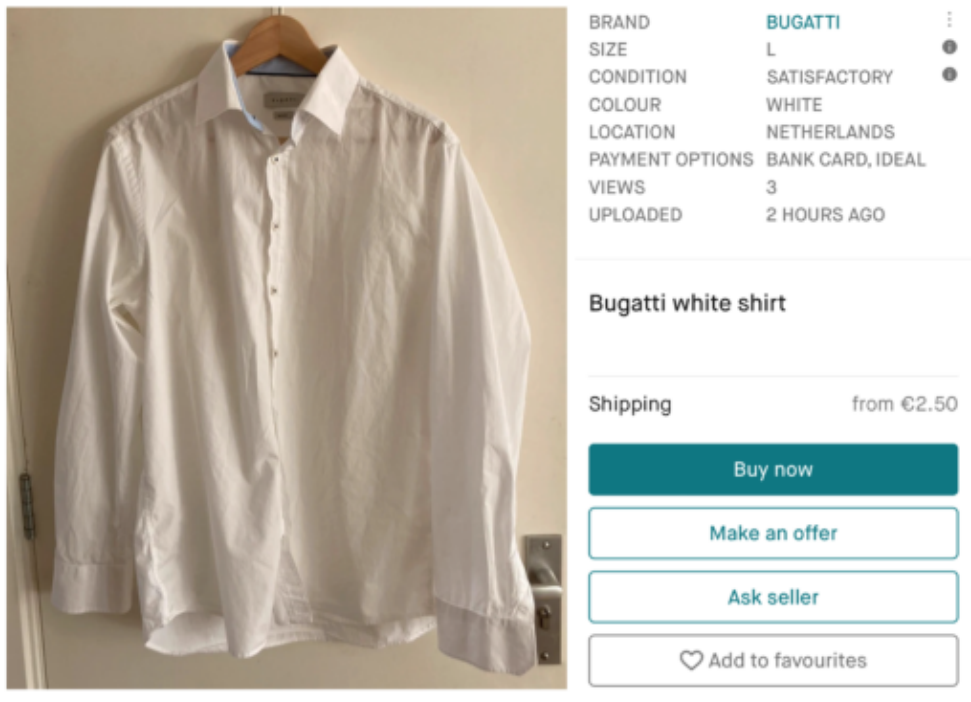 BRAND BUGATTI
SIZE L
CONDITION SATISFACTORY
COLOUR WHITE
LOCATION NETHERLANDS
PAYMENT OPTIONS BANK CARD, IDEAL
VIEWS 3
UPLOADED 2 HOURS AGO
Bugatti white shirt
Shipping from €2.50
Buy now
Make an offer
Ask seller
Add to favourites